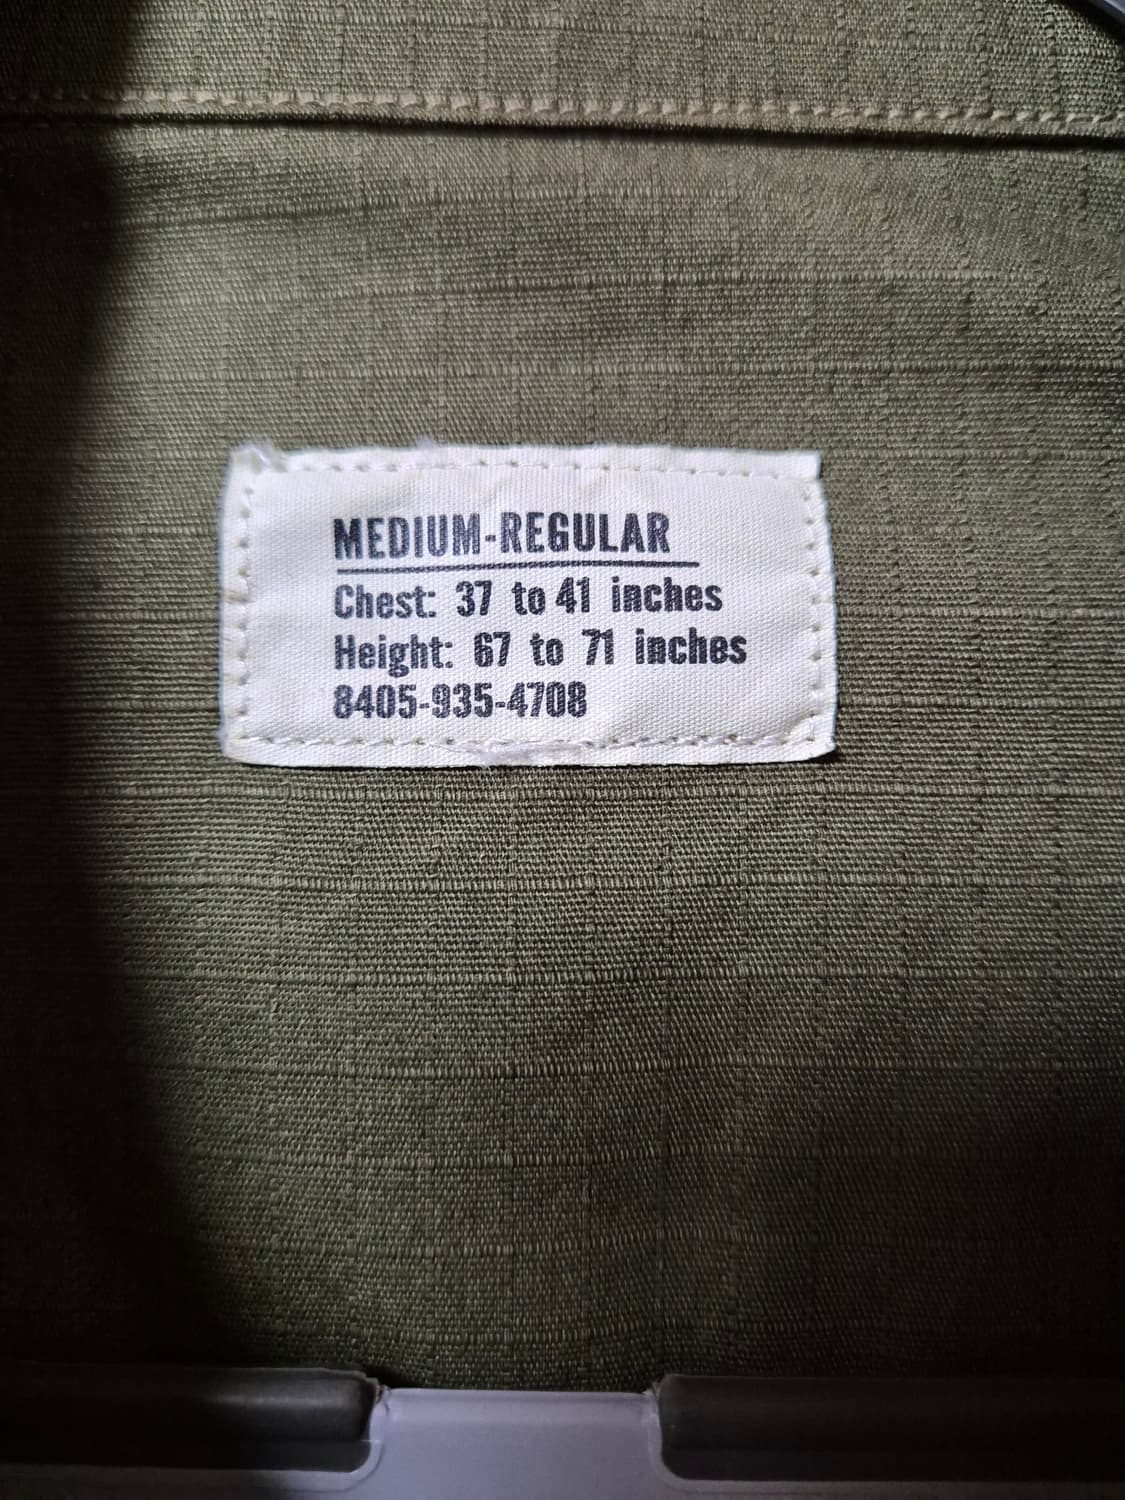 MEDIUM-REGULAR
Chest: 37 to 41 inches
Height: 67 to 71 inches
8405-935-4708